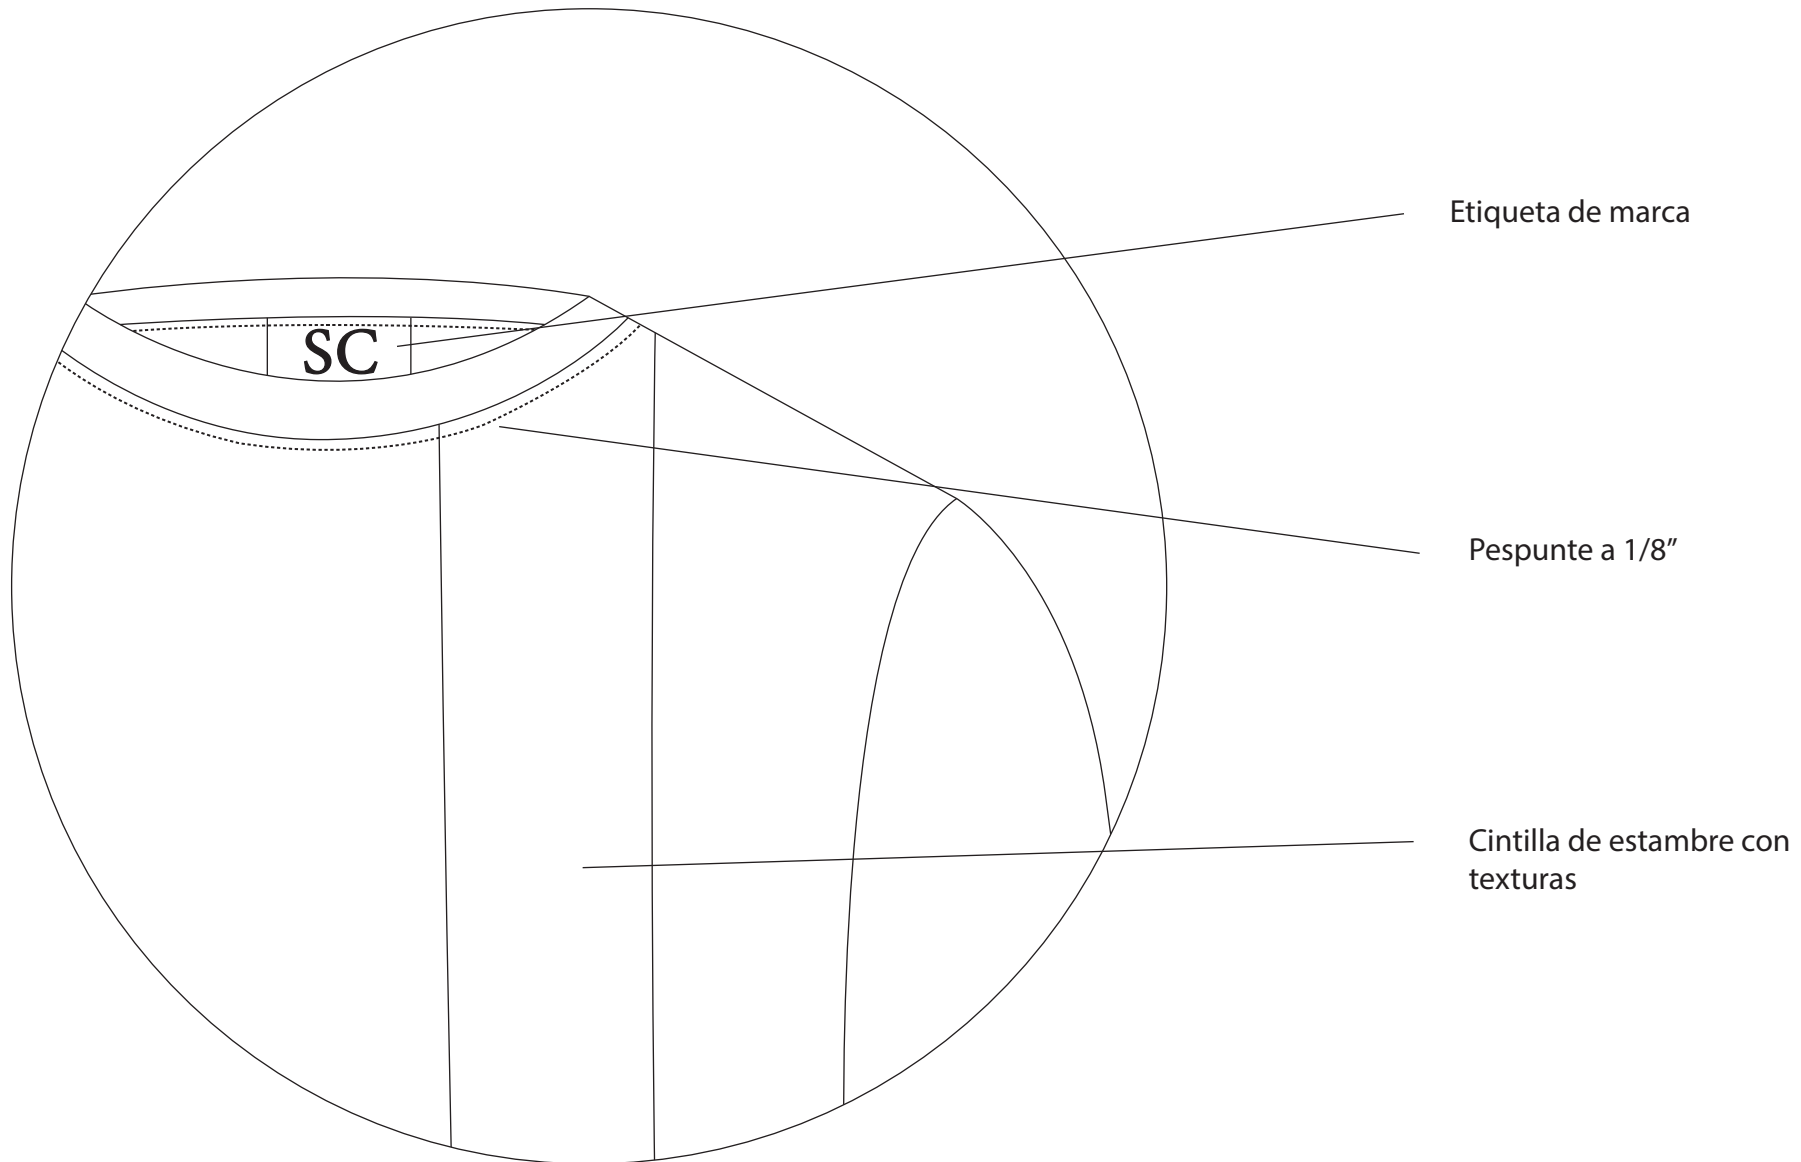 Etiqueta de marca
SC
Pespunte a 1/8”
Cintilla de estambre con
texturas